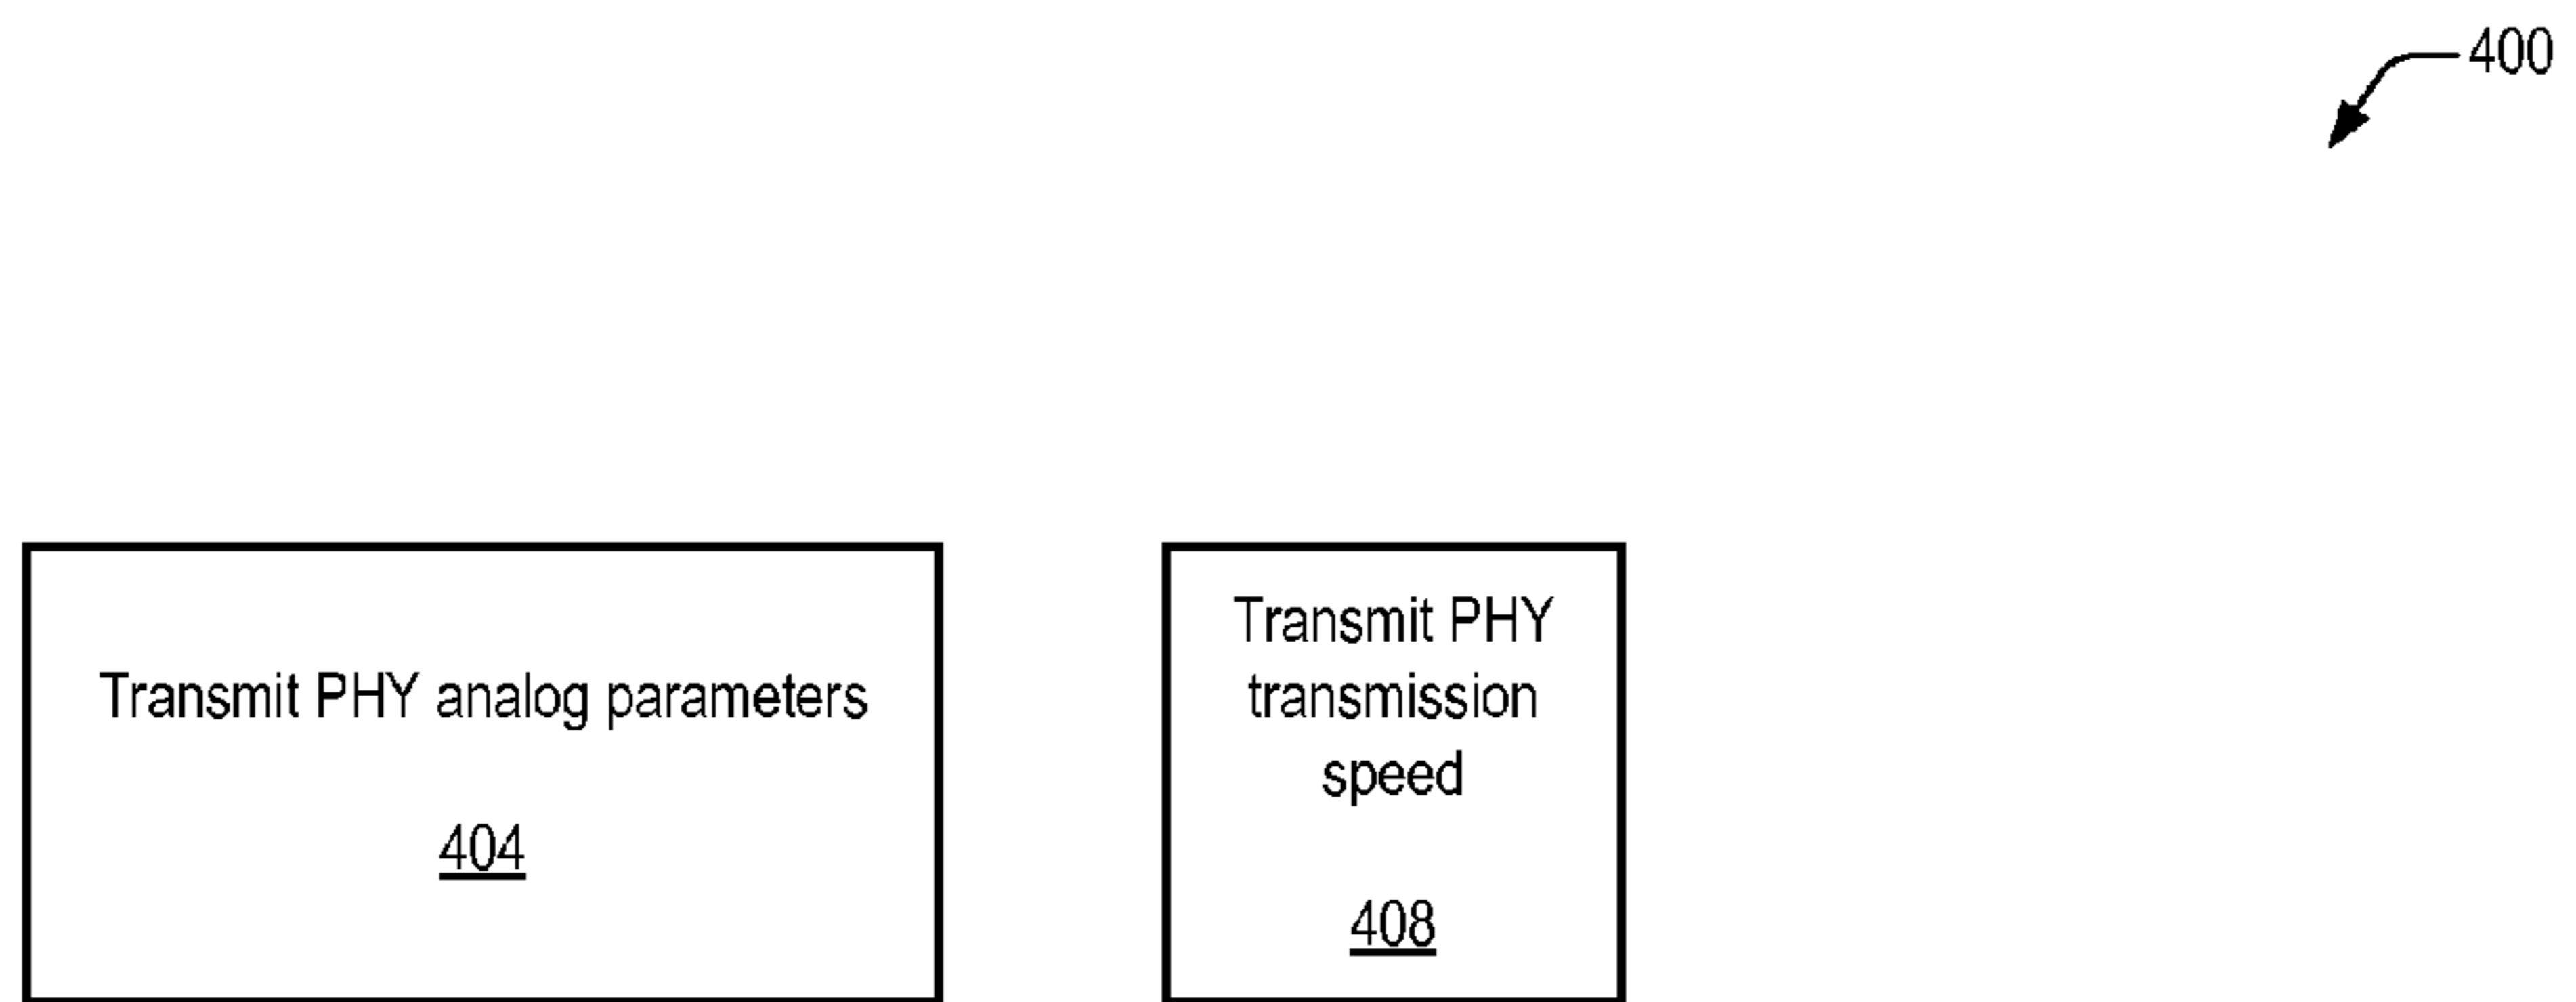 400
Transmit PHY analog parameters
404
Transmit PHY
transmission
speed
408